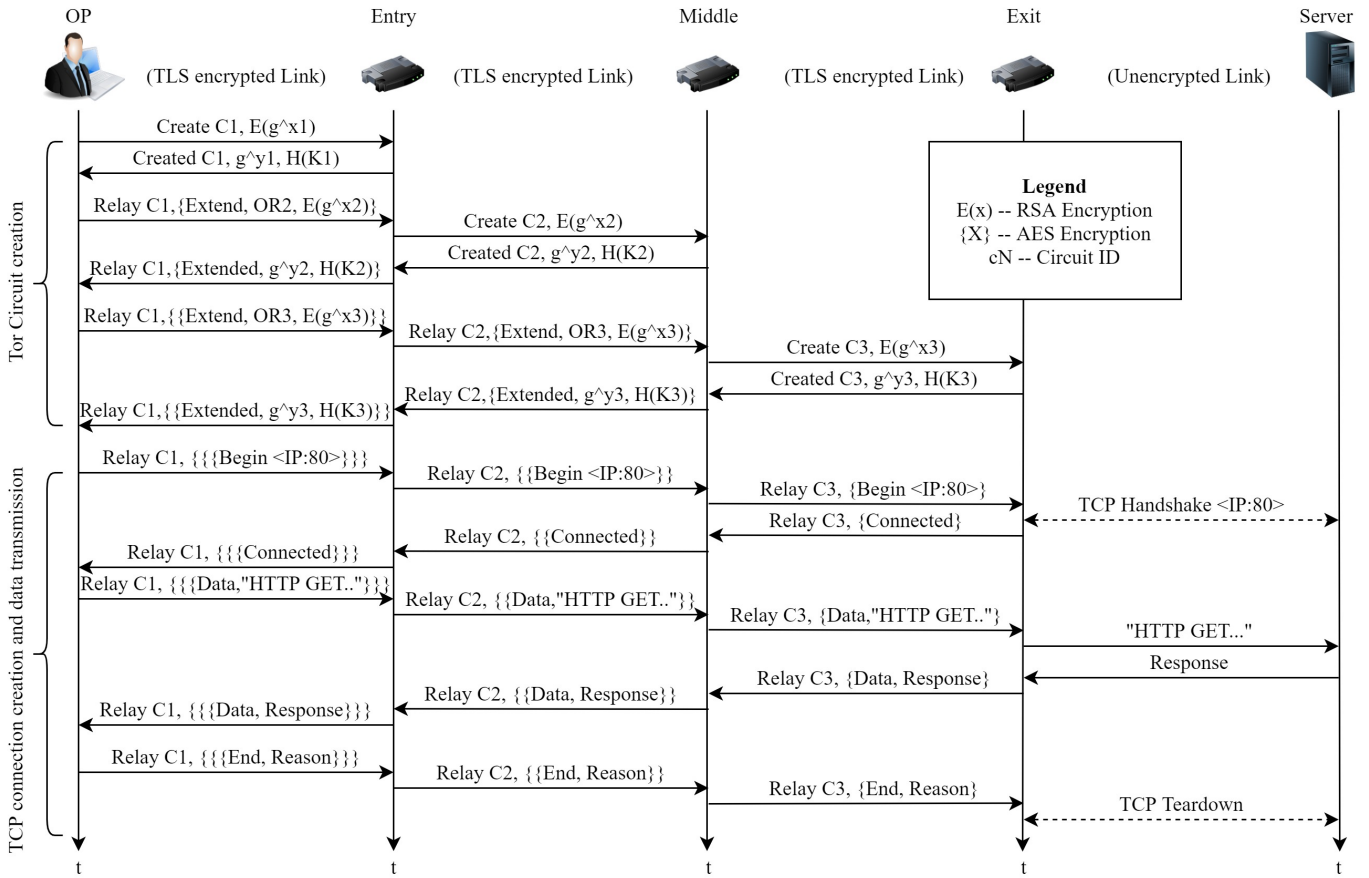 OP
Entry
Middle
Exit
Server
(TLS encrypted Link)
(TLS encrypted Link)
(TLS encrypted Link)
(Unencrypted Link)
Tor Circuit creation
Create C1, E(g^x1)
Created C1, g^y1, H(K1)
Relay C1,{Extend, OR2, E(g^x2)}
Create C2, E(g^x2)
Created C2, g^y2, H(K2)
Relay C1,{Extended, g^y2, H(K2)}
Relay C1,{{Extend, OR3, E(g^x3)}}
Relay C2,{Extend, OR3, E(g^x3)}
Create C3, E(g^x3)
Created C3, g^y3, H(K3)
Relay C2,{Extended, g^y3, H(K3)}
Relay C1,{{Extended, g^y3, H(K3)}}
Legend
E(x) -- RSA Encryption
{X} -- AES Encryption
cN -- Circuit ID
TCP connection creation and data transmission
Relay C1, {{{Begin <IP:80>}}}
Relay C2, {{Begin <IP:80>}}
Relay C3, {Begin <IP:80>}
TCP Handshake <IP:80>
Relay C3, {Connected}
Relay C2, {{Connected}}
Relay C1, {{{Connected}}}
Relay C1, {{{Data,"HTTP GET.."}}}
Relay C2, {{Data,"HTTP GET.."}}
Relay C3, {Data,"HTTP GET.."}
"HTTP GET..."
Response
Relay C3, {Data, Response}
Relay C2, {{Data, Response}}
Relay C1, {{{Data, Response}}}
Relay C1, {{{End, Reason}}}
Relay C2, {{End, Reason}}
Relay C3, {End, Reason}
TCP Teardown
t
t
t
t
t